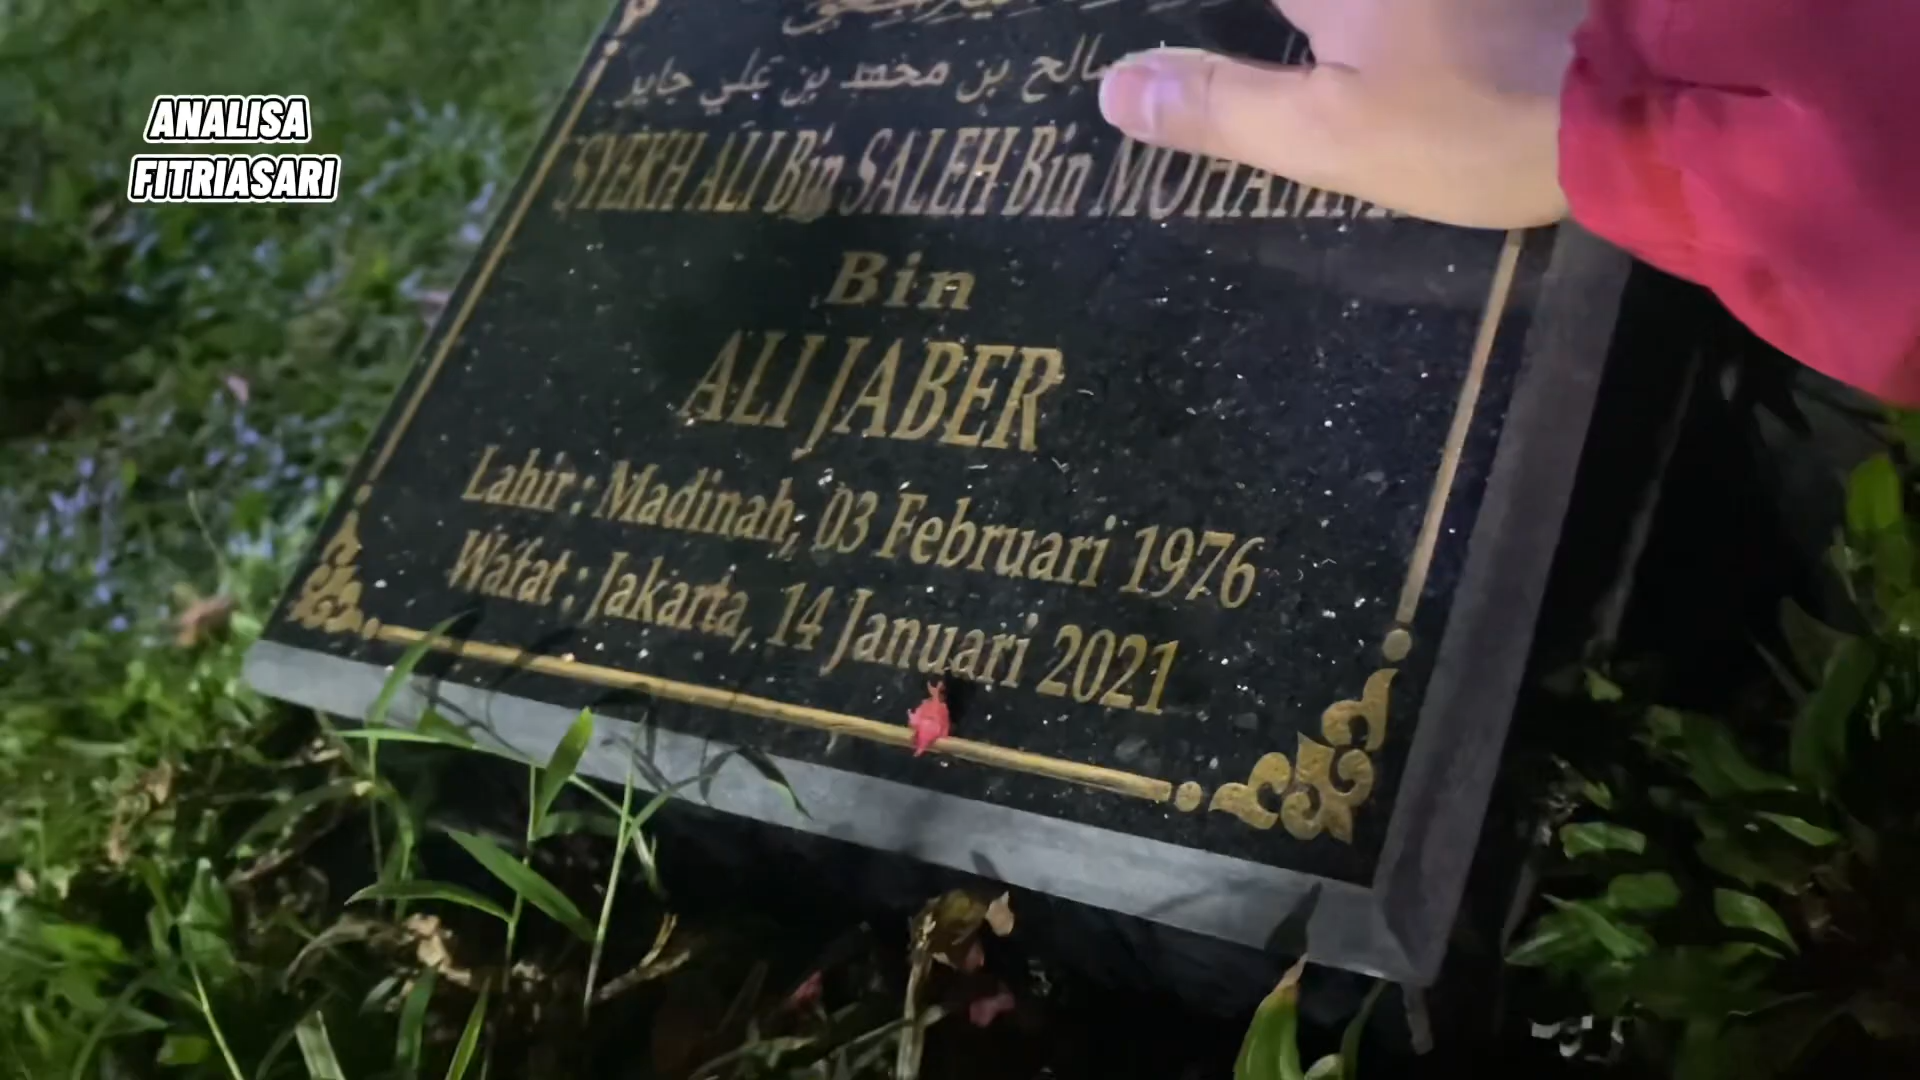 ANALISA
FITRIASARI
صالح بن محمد بن علي جابر
SYEKH ALI Bin SALEH Bin MOHAMM
Bin
ALI JABER
Lahir : Madinah, 03 Februari 1976
Wafat : Jakarta, 14 Januari 2021